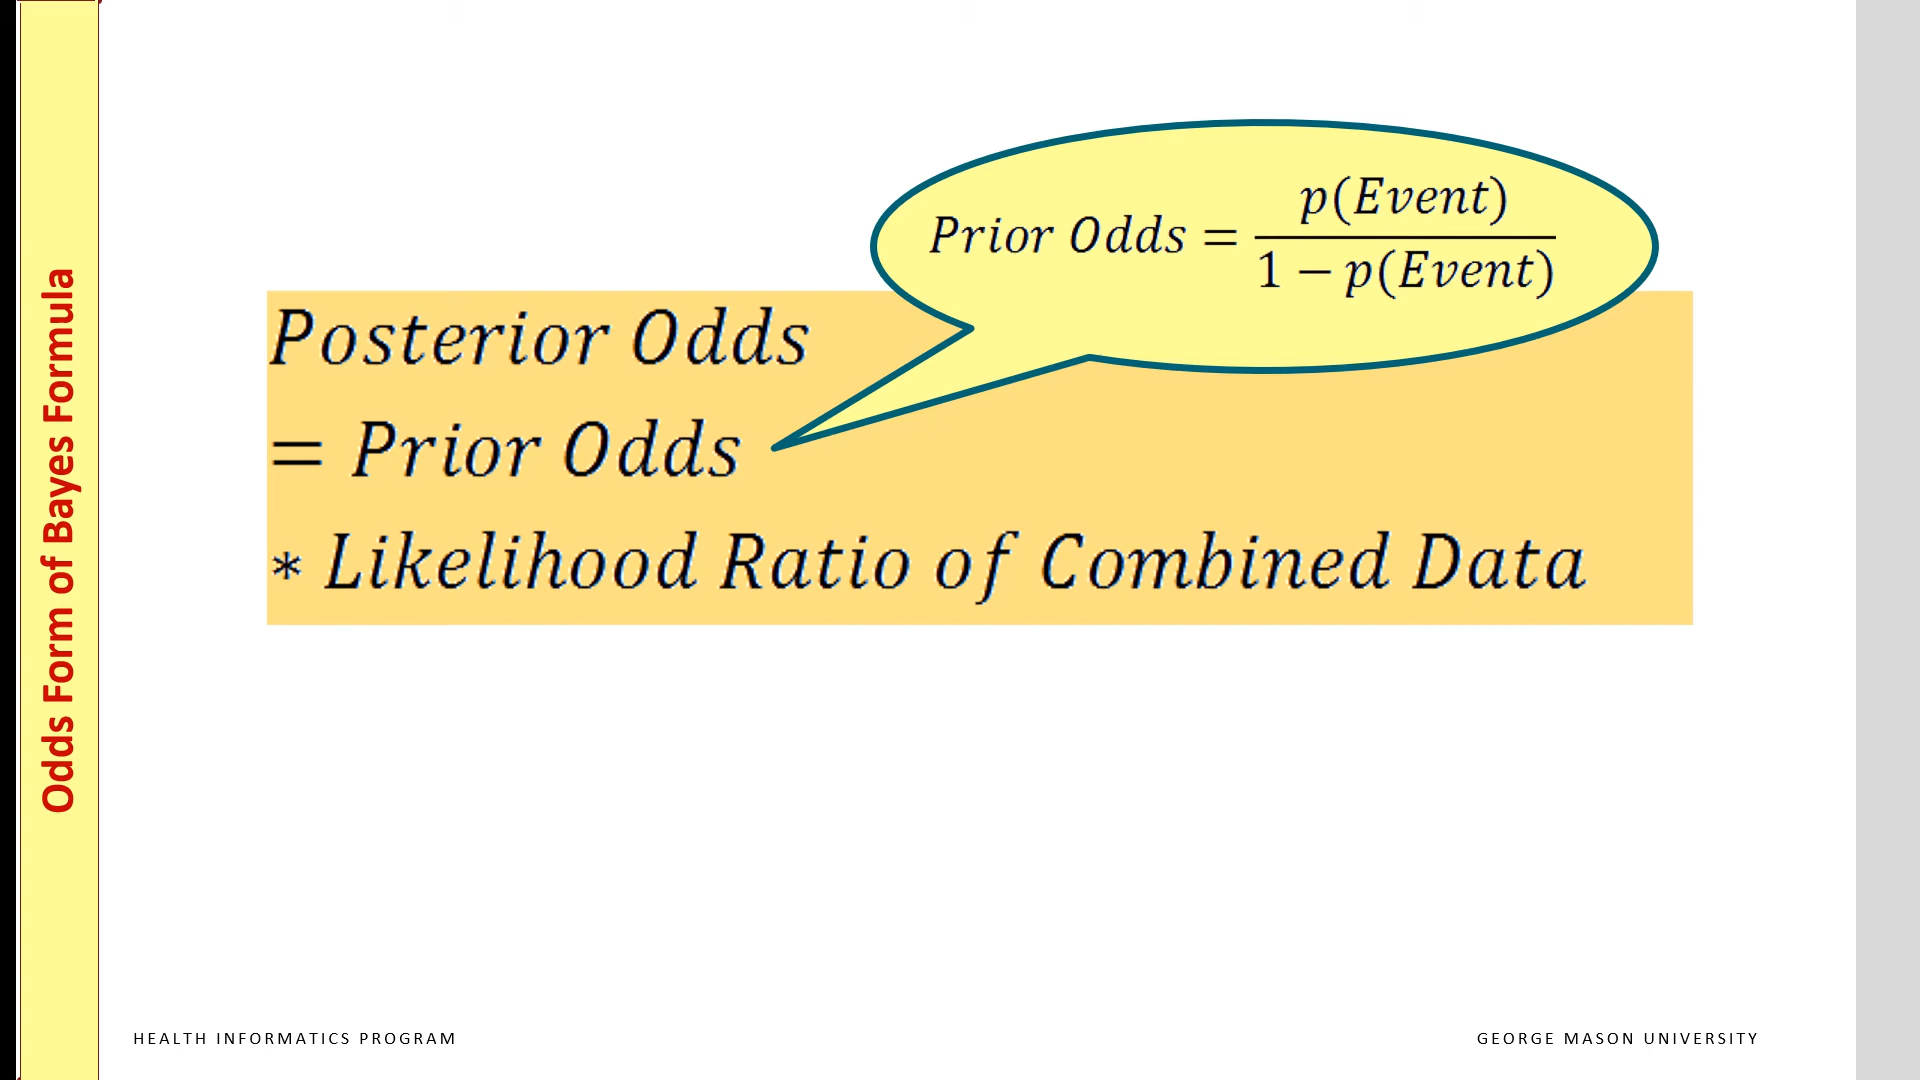 Odds Form of Bayes Formula
Prior Odds = p(Event) / 1 − p(Event)
Posterior Odds
= Prior Odds
* Likelihood Ratio of Combined Data
HEALTH INFORMATICS PROGRAM
GEORGE MASON UNIVERSITY